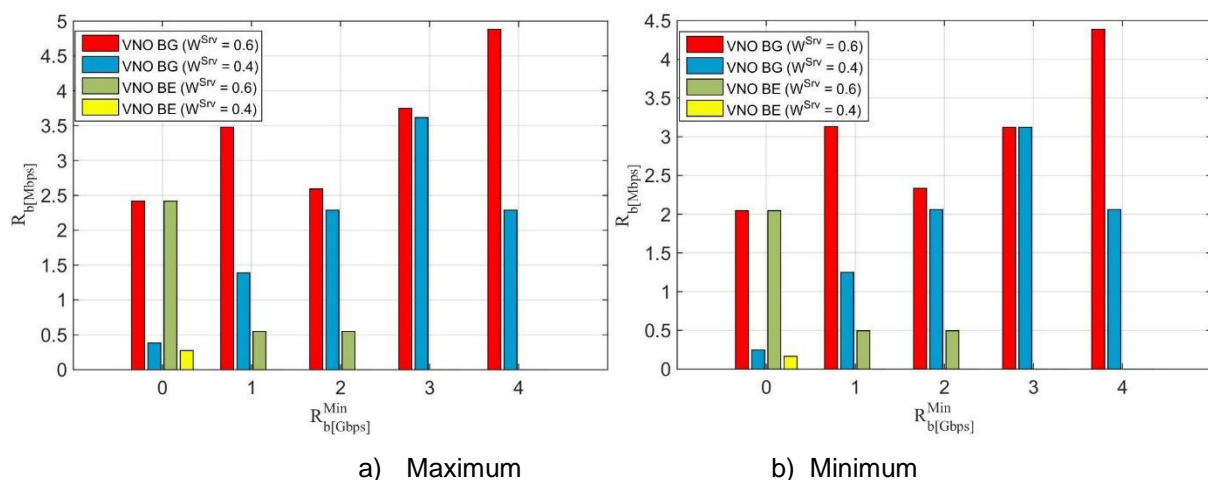 5
4.5
4
3.5
3
2.5
2
1.5
1
0.5
0
R_b[Mbps]
VNO BG (W^Srv = 0.6)
VNO BG (W^Srv = 0.4)
VNO BE (W^Srv = 0.6)
VNO BE (W^Srv = 0.4)
0 1 2 3 4
R_b[Gbps]^Min
a) Maximum
4.5
4
3.5
3
2.5
2
1.5
1
0.5
0
R_b[Mbps]
VNO BG (W^Srv = 0.6)
VNO BG (W^Srv = 0.4)
VNO BE (W^Srv = 0.6)
VNO BE (W^Srv = 0.4)
0 1 2 3 4
R_b[Gbps]^Min
b) Minimum